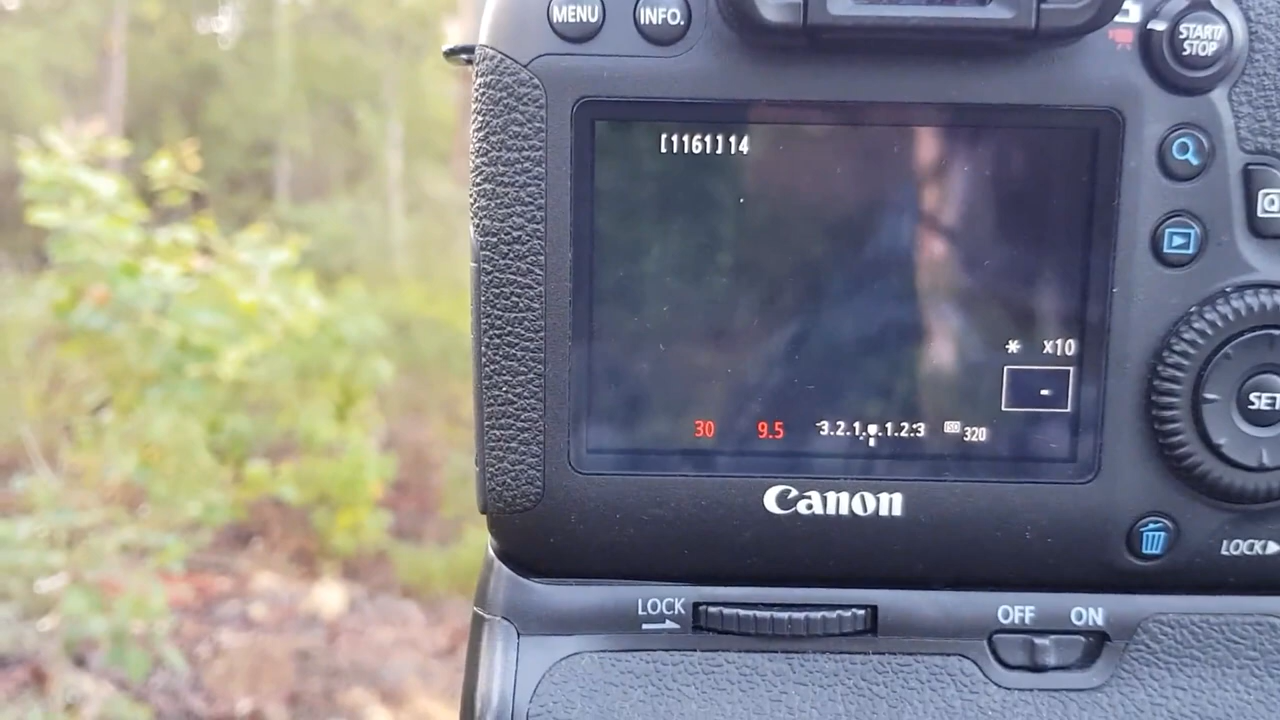 MENU INFO.
START/
STOP
[1161]14
Q
* x10
30 9.5 -3.2.1.0.1.2.3 ISO 320
SET
Canon
LOCK
LOCK
OFF ON